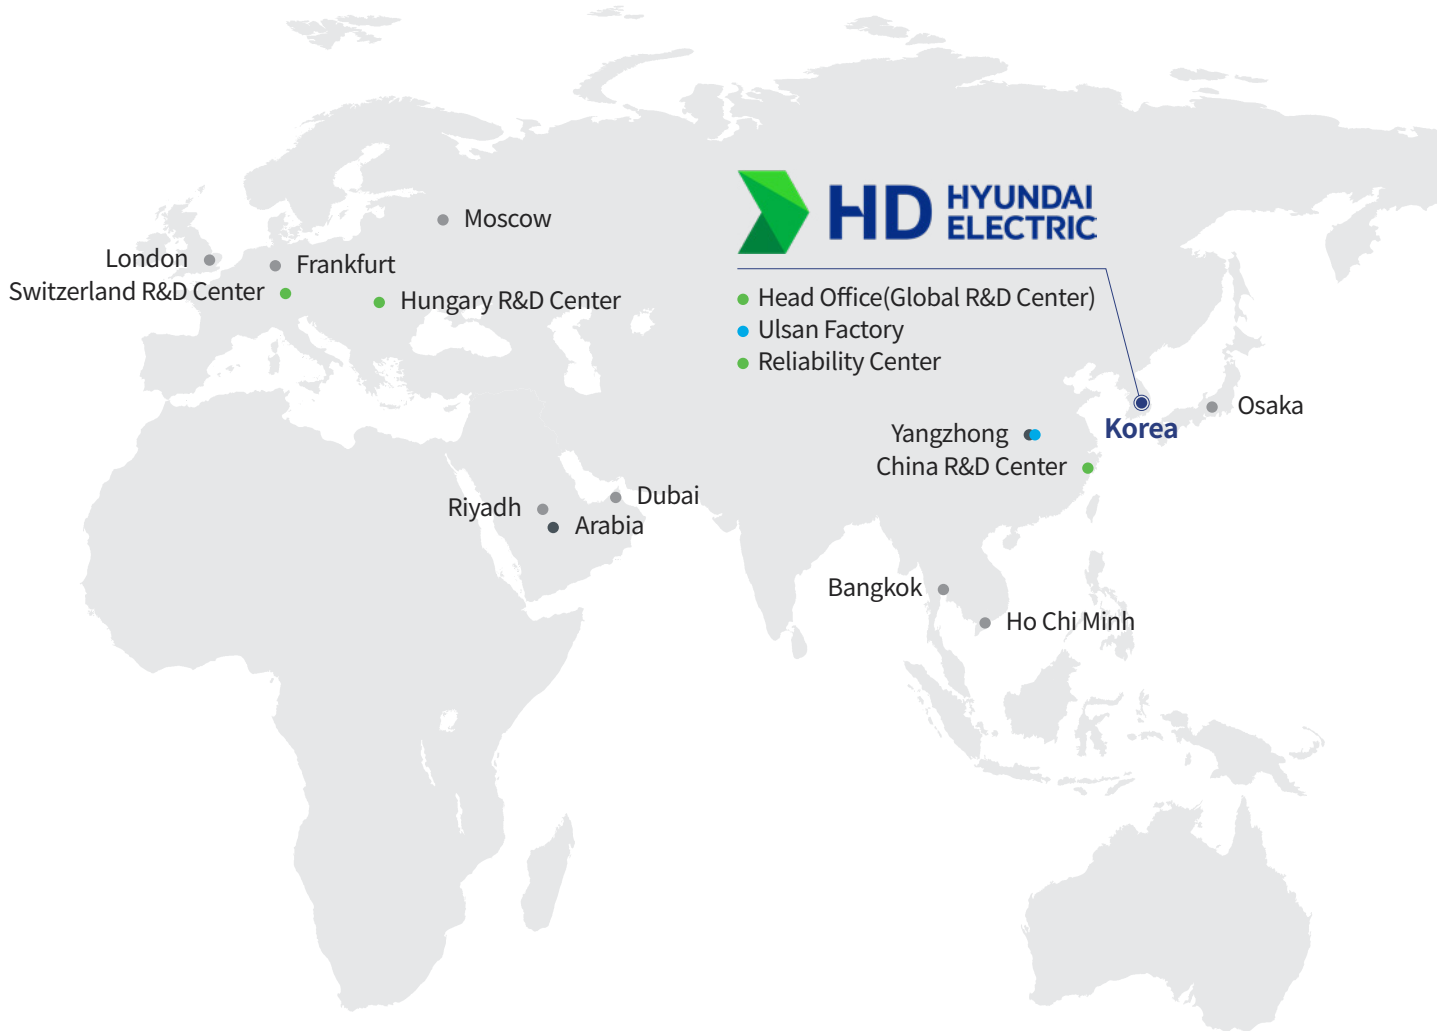 HD HYUNDAI
ELECTRIC
Head Office(Global R&D Center)
Ulsan Factory
Reliability Center
Moscow
London
Frankfurt
Switzerland R&D Center
Hungary R&D Center
Korea
Osaka
Yangzhong
China R&D Center
Dubai
Riyadh
Arabia
Bangkok
Ho Chi Minh